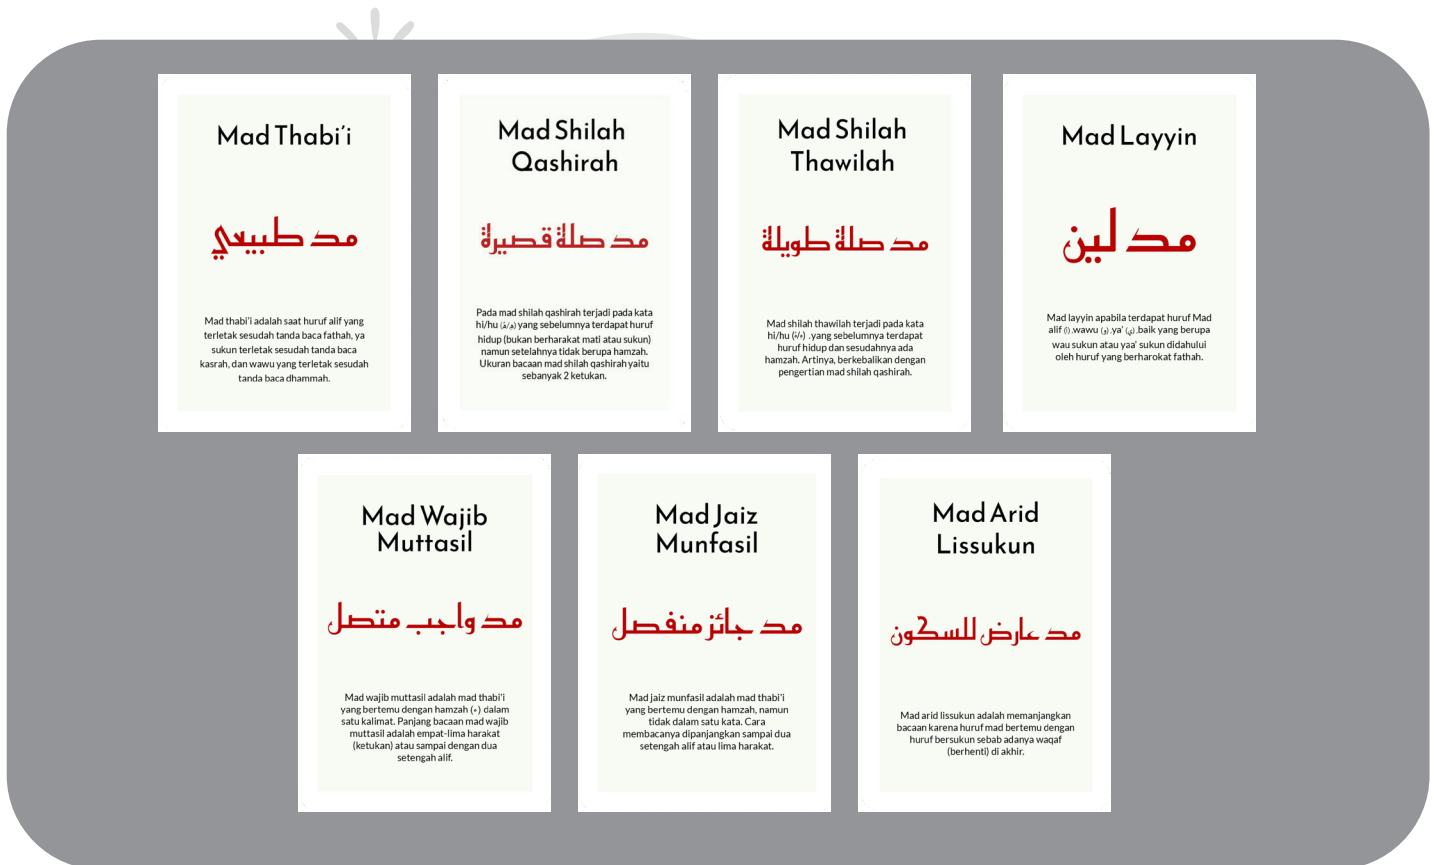 Mad Thabi'i
مد طبيعي
Mad thabi'i adalah saat huruf alif yang
terletak sesudah tanda baca fathah, ya
sukun terletak sesudah tanda baca
kasrah, dan wawu yang terletak sesudah
tanda baca dhammah.
Mad Shilah
Qashirah
مد صلة قصيرة
Pada mad shilah qashirah terjadi pada kata
hi/hu (هِ/هُ) yang sebelumnya terdapat huruf
hidup (bukan berharakat mati atau sukun)
namun setelahnya tidak berupa hamzah.
Ukuran bacaan mad shilah qashirah yaitu
sebanyak 2 ketukan.
Mad Shilah
Thawilah
مد صلة طويلة
Mad shilah thawilah terjadi pada kata
hi/hu .yang sebelumnya terdapat
huruf hidup dan sesudahnya ada
hamzah. Artinya, berkebalikan dengan
pengertian mad shilah qashirah.
Mad Layyin
مد لين
Mad layyin apabila terdapat huruf Mad
alif (ا) .wawu (و) .ya' (ي) .baik yang berupa
wau sukun atau yaa' sukun didahului
oleh huruf yang berharokat fathah.
Mad Wajib
Muttasil
مد واجب متصل
Mad wajib muttasil adalah mad thabi'i
yang bertemu dengan hamzah (ء) dalam
satu kalimat. Panjang bacaan mad wajib
muttasil adalah empat-lima harakat
(ketukan) atau sampai dengan dua
setengah alif.
Mad Jaiz
Munfasil
مد جائز منفصل
Mad jaiz munfasil adalah mad thabi'i
yang bertemu dengan hamzah, namun
tidak dalam satu kata. Cara
membacanya dipanjangkan sampai dua
setengah alif atau lima harakat.
Mad Arid
Lissukun
مد عارض للسكون
Mad arid lissukun adalah memanjangkan
bacaan karena huruf mad bertemu dengan
huruf bersukun sebab adanya waqaf
(berhenti) di akhir.